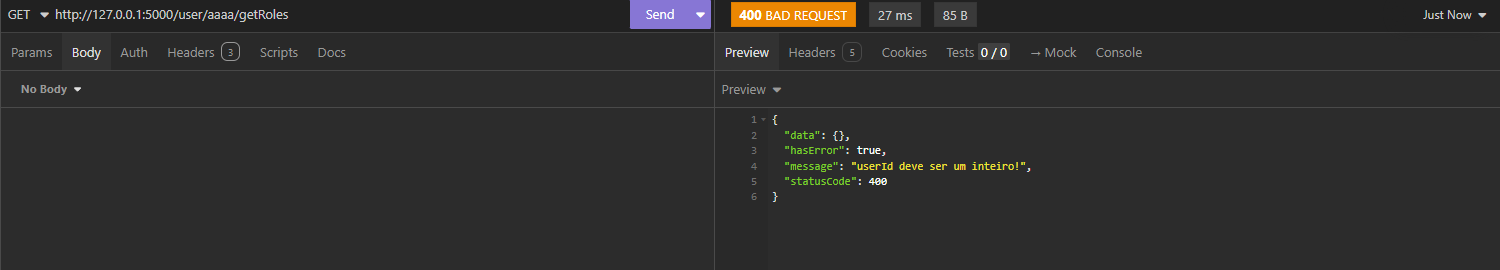 GET http://127.0.0.1:5000/user/aaaa/getRoles Send
400 BAD REQUEST 27 ms 85 B Just Now
Params Body Auth Headers 3 Scripts Docs
Preview Headers 5 Cookies Tests 0 / 0 → Mock Console
No Body
Preview
1 {
2 "data": {},
3 "hasError": true,
4 "message": "userId deve ser um inteiro!",
5 "statusCode": 400
6 }